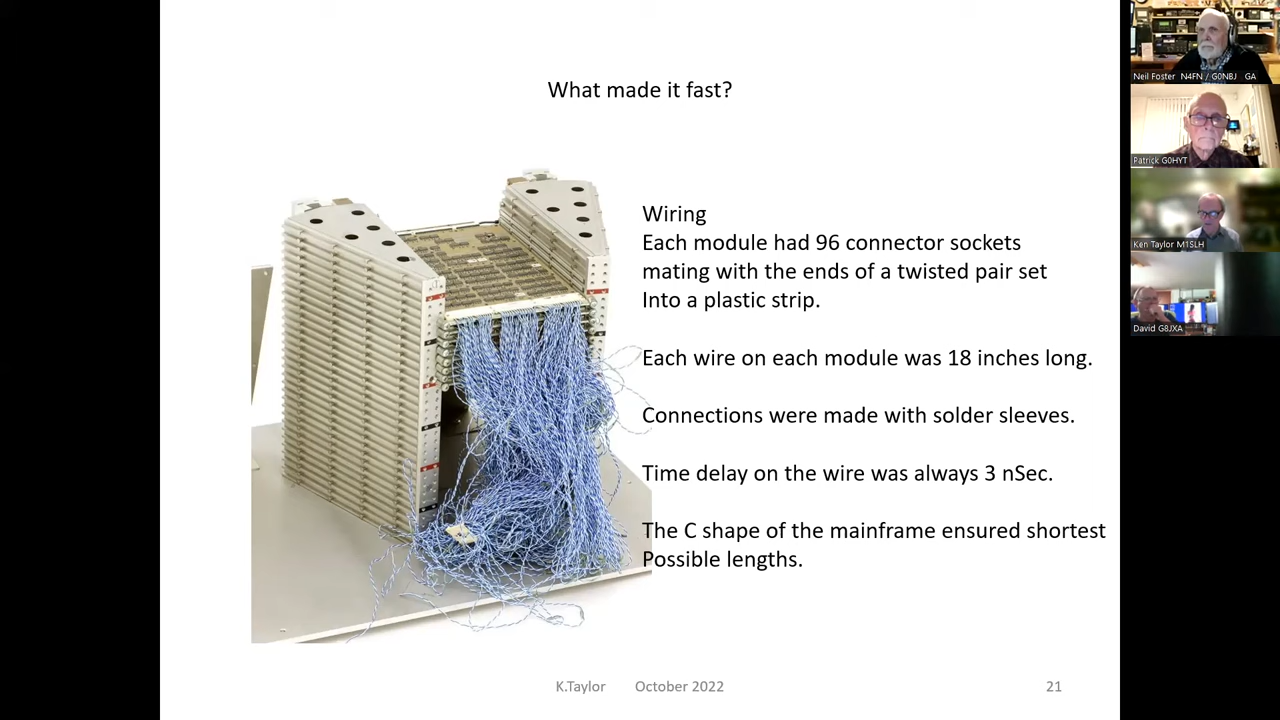 What made it fast?
Wiring
Each module had 96 connector sockets
mating with the ends of a twisted pair set
Into a plastic strip.
Each wire on each module was 18 inches long.
Connections were made with solder sleeves.
Time delay on the wire was always 3 nSec.
The C shape of the mainframe ensured shortest
Possible lengths.
K.Taylor October 2022
21
Neil Foster N4FN / G0NBJ GA
Patrick G0HYT
Ken Taylor M1SLH
David G8JXA